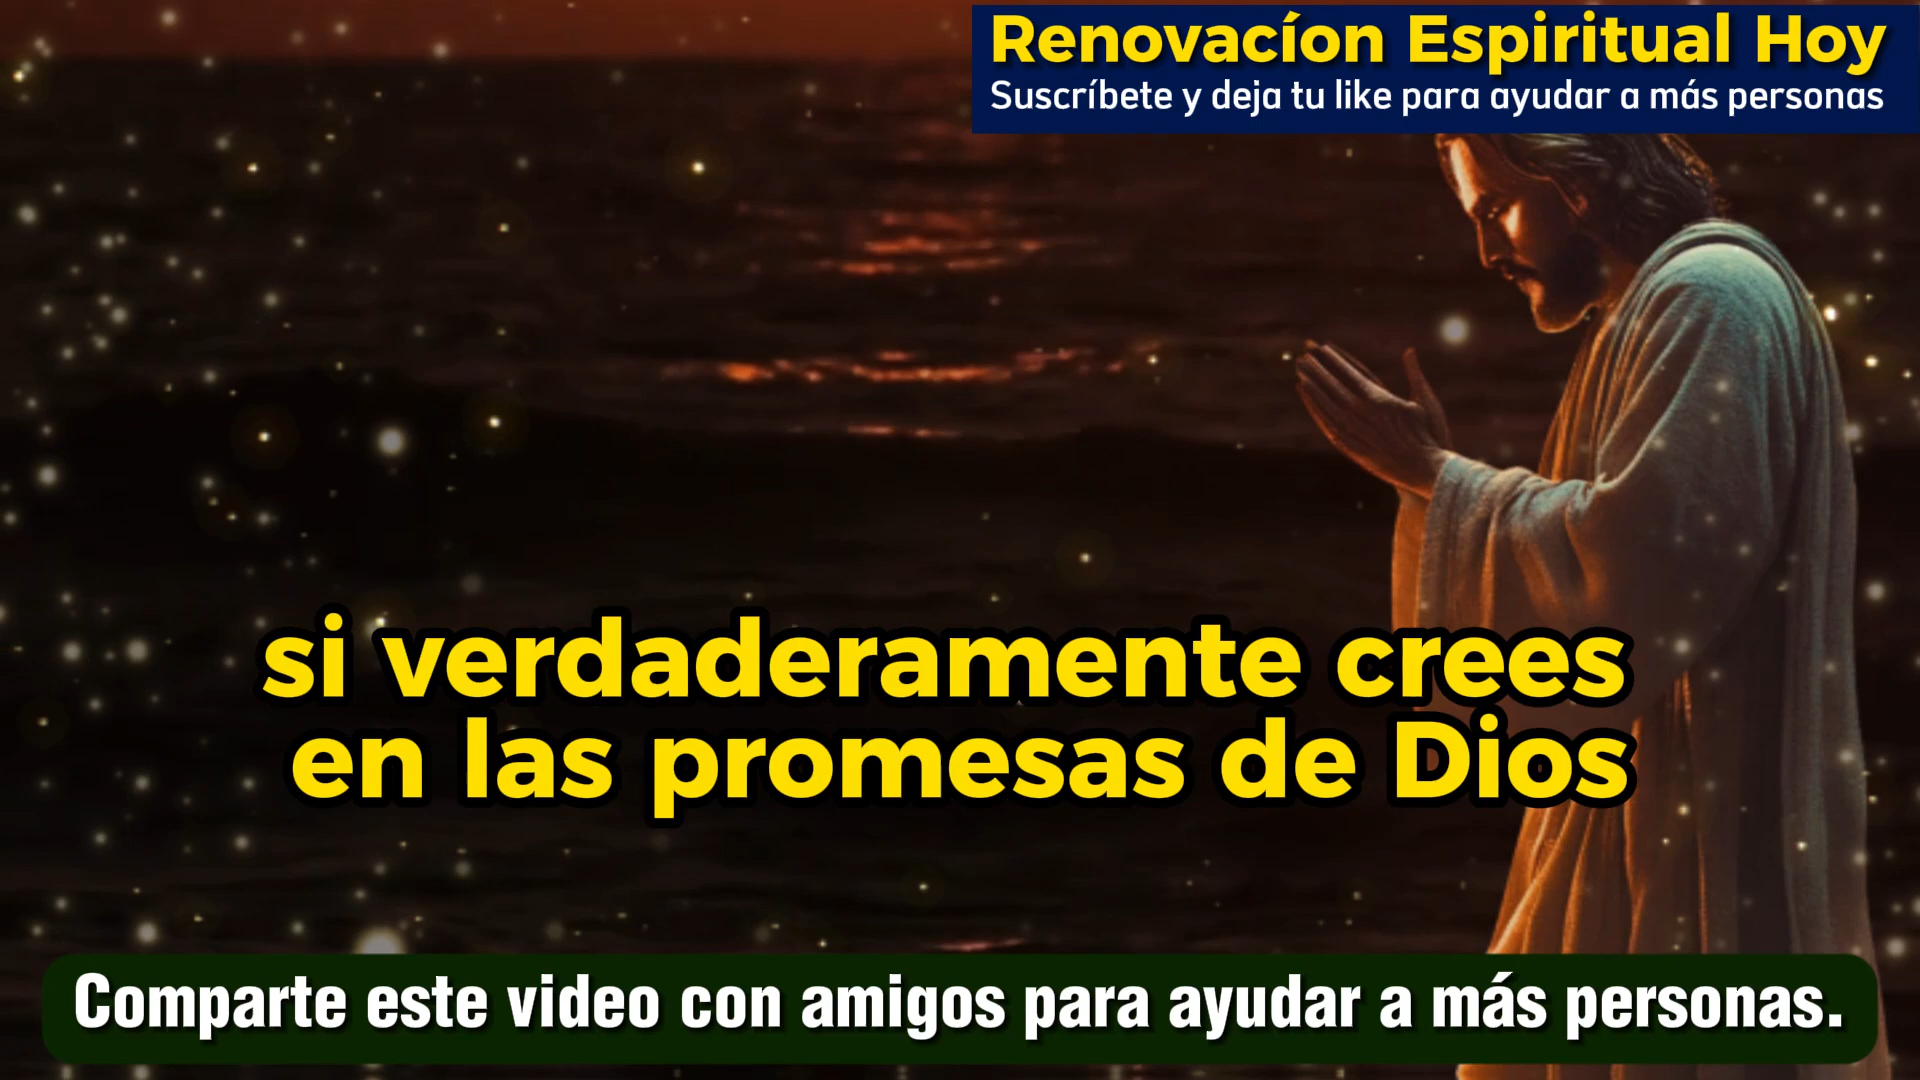 Renovacíon Espiritual Hoy
Suscríbete y deja tu like para ayudar a más personas
si verdaderamente crees
en las promesas de Dios
Comparte este video con amigos para ayudar a más personas.